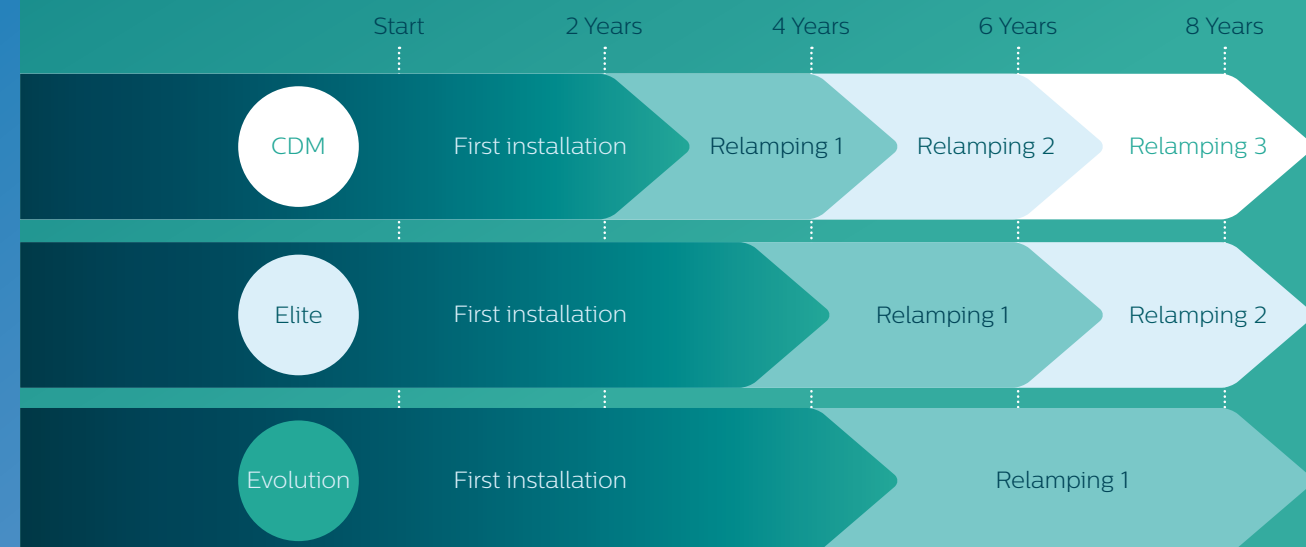 Start 2 Years 4 Years 6 Years 8 Years
CDM First installation Relamping 1 Relamping 2 Relamping 3
Elite First installation Relamping 1 Relamping 2
Evolution First installation Relamping 1